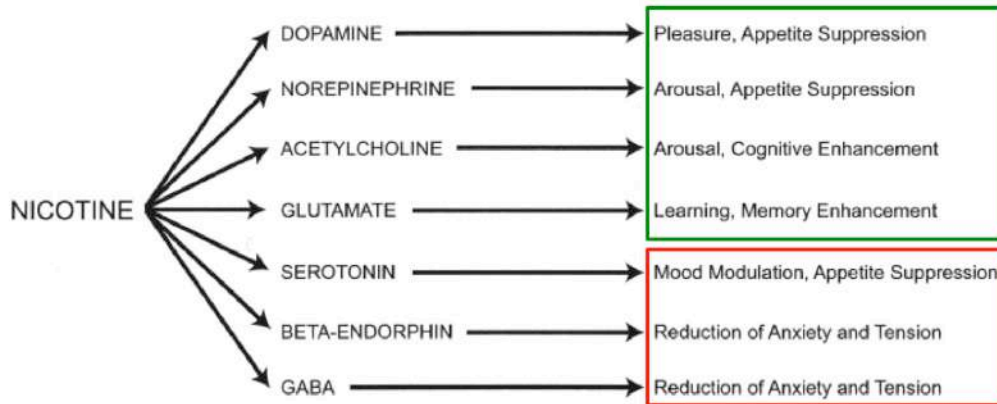 DOPAMINE Pleasure, Appetite Suppression
NOREPINEPHRINE Arousal, Appetite Suppression
ACETYLCHOLINE Arousal, Cognitive Enhancement
NICOTINE GLUTAMATE Learning, Memory Enhancement
SEROTONIN Mood Modulation, Appetite Suppression
BETA-ENDORPHIN Reduction of Anxiety and Tension
GABA Reduction of Anxiety and Tension